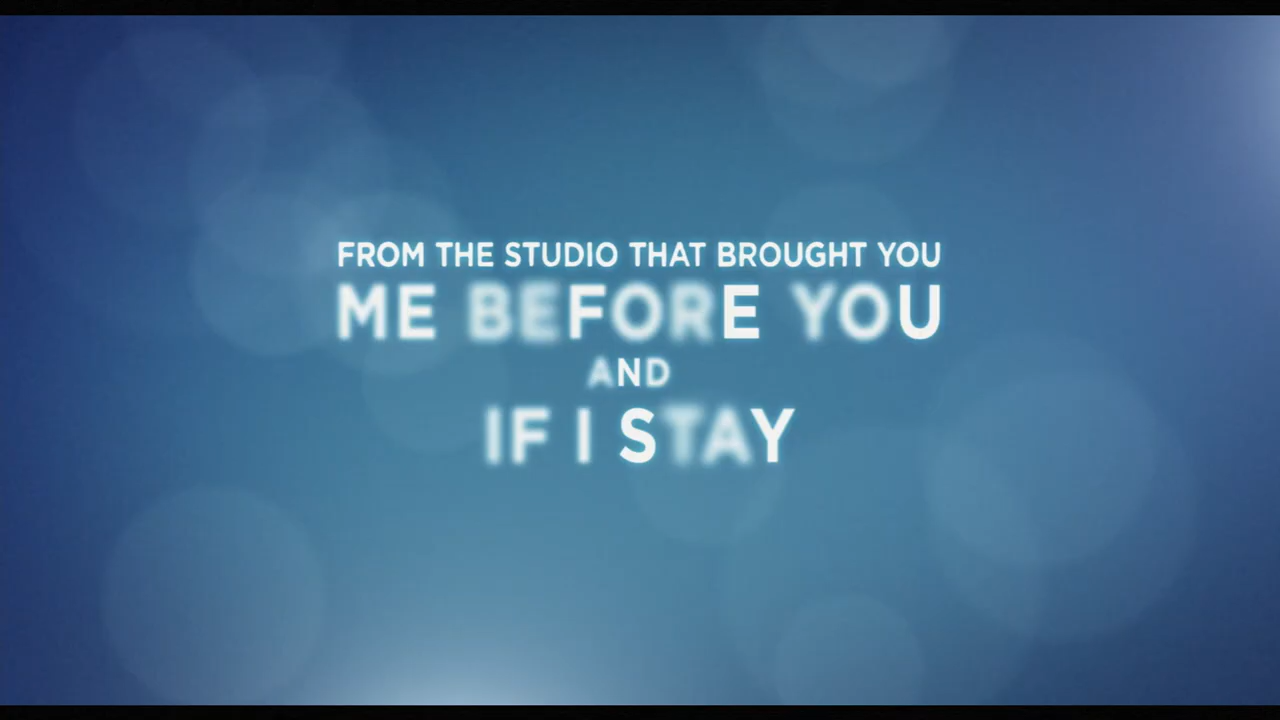 FROM THE STUDIO THAT BROUGHT YOU
ME BEFORE YOU
AND
IF I STAY